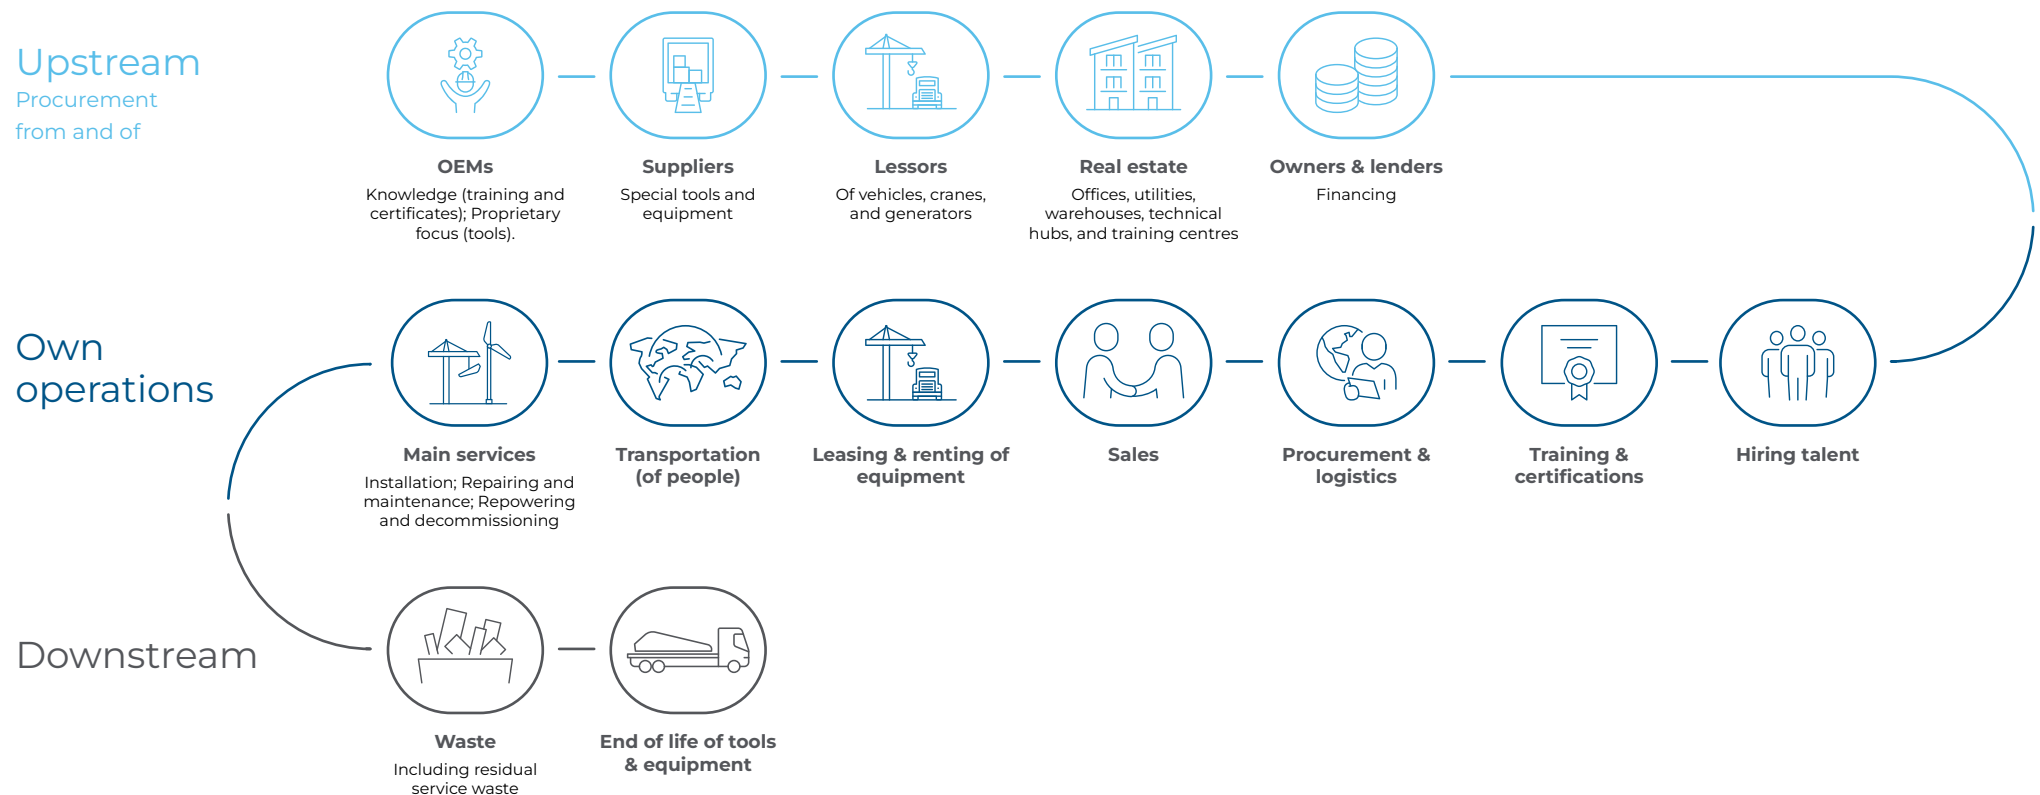 Upstream
Procurement
from and of
OEMs
Knowledge (training and
certificates); Proprietary
focus (tools).
Suppliers
Special tools and
equipment
Lessors
Of vehicles, cranes,
and generators
Real estate
Offices, utilities,
warehouses, technical
hubs, and training centres
Owners & lenders
Financing
Own
operations
Main services
Installation; Repairing and
maintenance; Repowering
and decommissioning
Transportation
(of people)
Leasing & renting of
equipment
Sales
Procurement &
logistics
Training &
certifications
Hiring talent
Downstream
Waste
Including residual
service waste
End of life of tools
& equipment